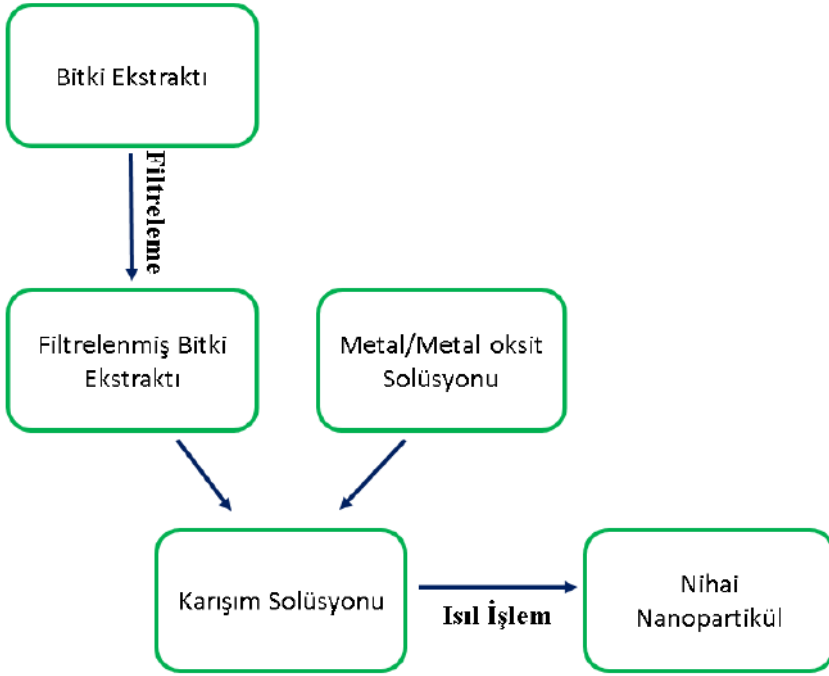 Bitki Ekstraktı
Filtreleme
Filtrelenmiş Bitki
Ekstraktı
Metal/Metal oksit
Solüsyonu
Karışım Solüsyonu
Isıl İşlem
Nihai
Nanopartikül